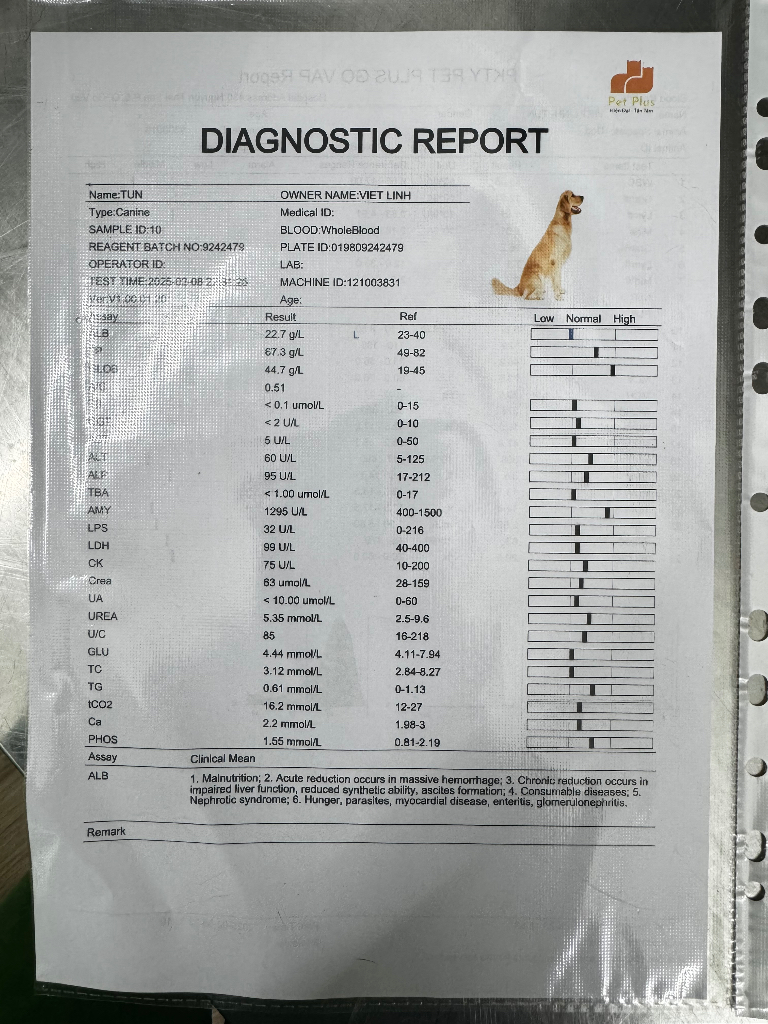 Pet Plus
Hiện Đại - Tận Tâm
DIAGNOSTIC REPORT
Name:TUN OWNER NAME:VIET LINH
Type:Canine Medical ID:
SAMPLE ID:10 BLOOD:WholeBlood
REAGENT BATCH NO:9242479 PLATE ID:019809242479
OPERATOR ID: LAB:
TEST TIME:2025-03-08 MACHINE ID:121003831
Ver:V1.00.01.20 Age:
Assay Result Ref Low Normal High
ALB 22.7 g/L L 23-40
67.3 g/L 49-82
GLOB 44.7 g/L 19-45
0.51 -
< 0.1 umol/L 0-15
< 2 U/L 0-10
5 U/L 0-50
ALT 60 U/L 5-125
ALP 95 U/L 17-212
TBA < 1.00 umol/L 0-17
AMY 1295 U/L 400-1500
LPS 32 U/L 0-216
LDH 99 U/L 40-400
CK 75 U/L 10-200
Crea 63 umol/L 28-159
UA < 10.00 umol/L 0-60
UREA 5.35 mmol/L 2.5-9.6
U/C 85 16-218
GLU 4.44 mmol/L 4.11-7.94
TC 3.12 mmol/L 2.84-8.27
TG 0.61 mmol/L 0-1.13
tCO2 16.2 mmol/L 12-27
Ca 2.2 mmol/L 1.98-3
PHOS 1.55 mmol/L 0.81-2.19
Assay Clinical Mean
ALB 1. Malnutrition; 2. Acute reduction occurs in massive hemorrhage; 3. Chronic reduction occurs in
impaired liver function, reduced synthetic ability, ascites formation; 4. Consumable diseases; 5.
Nephrotic syndrome; 6. Hunger, parasites, myocardial disease, enteritis, glomerulonephritis.
Remark